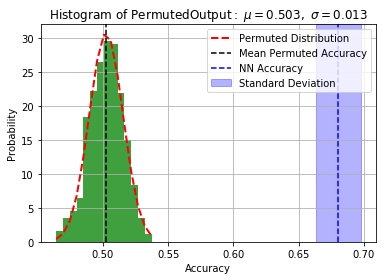 Histogram of PermutedOutput : μ = 0.503, σ = 0.013
Permuted Distribution
Mean Permuted Accuracy
NN Accuracy
Standard Deviation
Probability
30
25
20
15
10
5
0
0.50
0.55
0.60
0.65
0.70
Accuracy